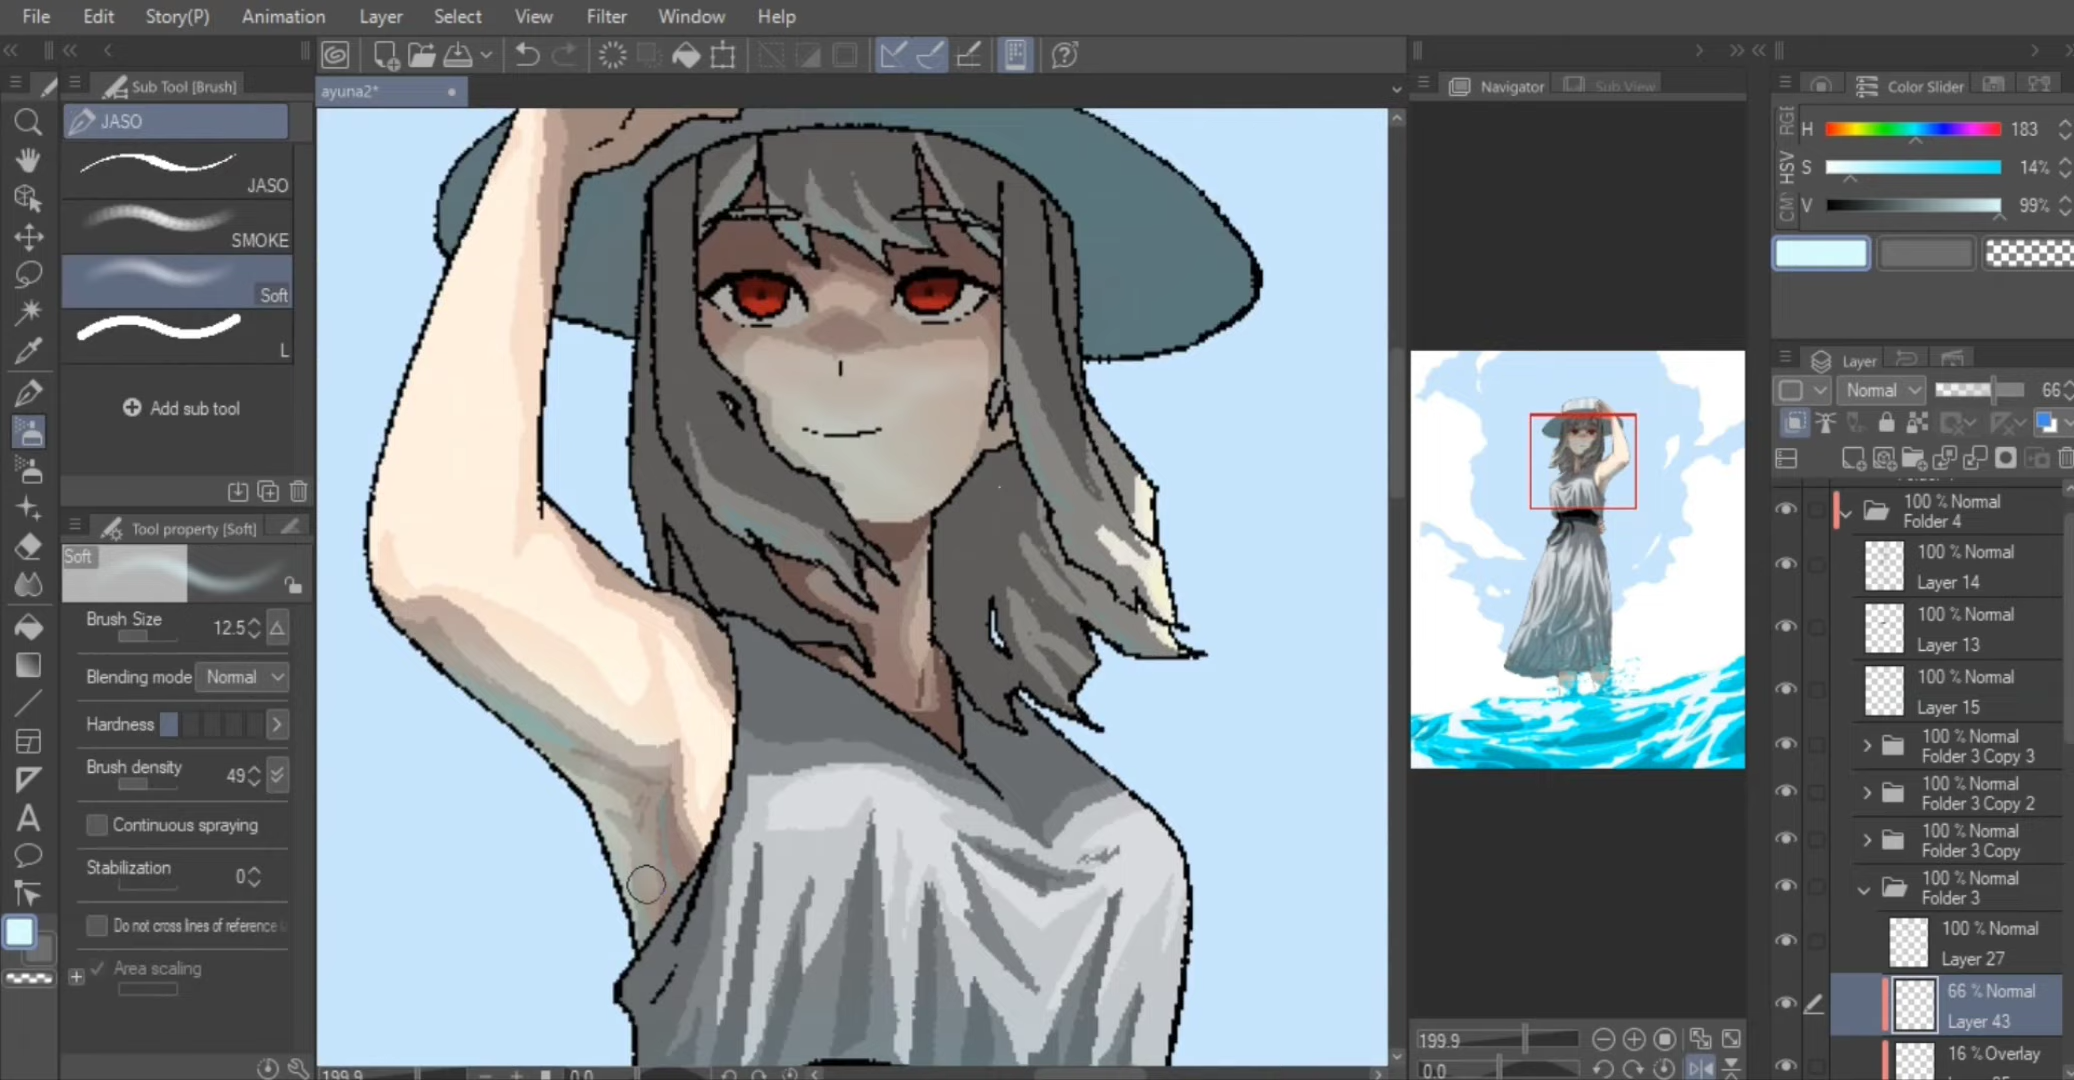 File Edit Story(P) Animation Layer Select View Filter Window Help
Sub Tool [Brush]
JASO
JASO
SMOKE
Soft
L
Add sub tool
Tool property [Soft]
Soft
Brush Size 12.5
Blending mode Normal
Hardness
Brush density 49
Continuous spraying
Stabilization 0
Do not cross lines of reference
Area scaling
ayuna2*
199.9 0.0
Navigator Sub View
199.9
0.0
Color Slider
RGB
HSV
CM
H 183
S 14%
V 99%
Layer
Normal 66
100 % Normal
Folder 4
100 % Normal
Layer 14
100 % Normal
Layer 13
100 % Normal
Layer 15
100 % Normal
Folder 3 Copy 3
100 % Normal
Folder 3 Copy 2
100 % Normal
Folder 3 Copy
100 % Normal
Folder 3
100 % Normal
Layer 27
66 % Normal
Layer 43
16 % Overlay